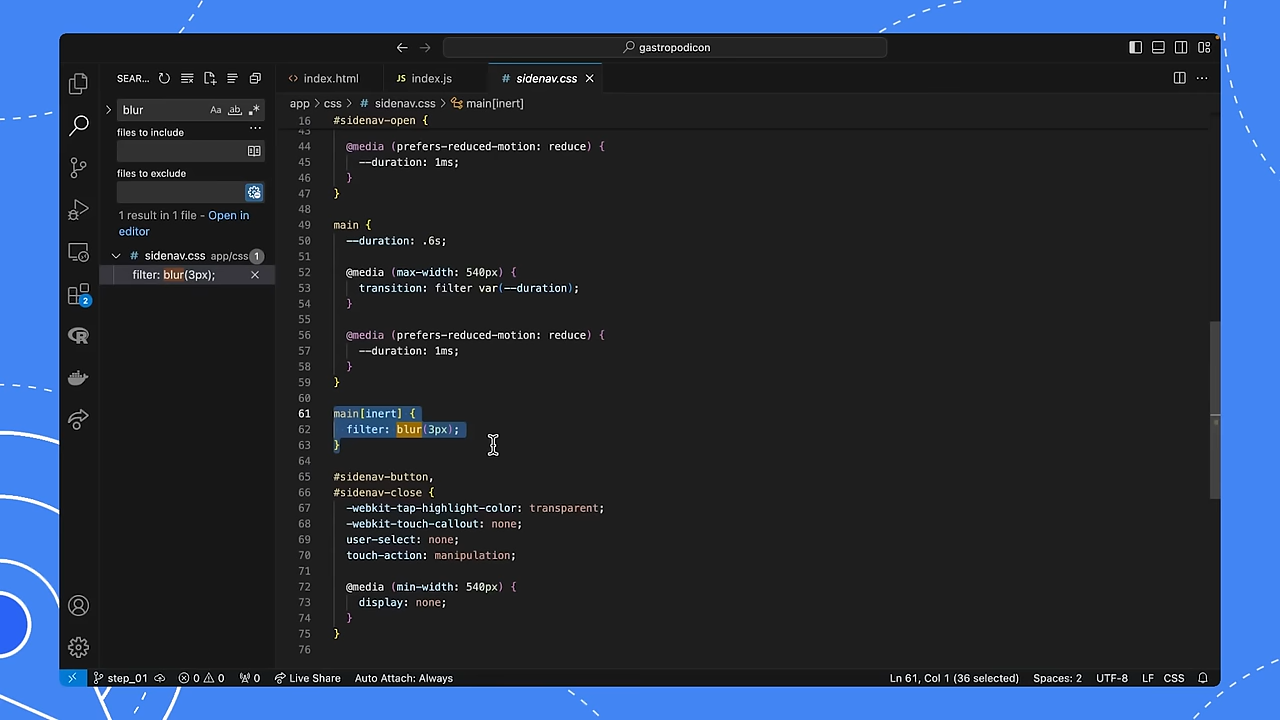 gastropodicon
SEAR...
index.html
JS index.js
# sidenav.css
blur
Aa ab
files to include
...
files to exclude
1 result in 1 file - Open in
editor
# sidenav.css app/css 1
filter: blur(3px);
2
app > css > # sidenav.css > main[inert]
16 #sidenav-open {
43
44 @media (prefers-reduced-motion: reduce) {
45 --duration: 1ms;
46 }
47 }
48
49 main {
50 --duration: .6s;
51
52 @media (max-width: 540px) {
53 transition: filter var(--duration);
54 }
55
56 @media (prefers-reduced-motion: reduce) {
57 --duration: 1ms;
58 }
59 }
60
61 main[inert] {
62 filter: blur(3px);
63 }
64
65 #sidenav-button,
66 #sidenav-close {
67 -webkit-tap-highlight-color: transparent;
68 -webkit-touch-callout: none;
69 user-select: none;
70 touch-action: manipulation;
71
72 @media (min-width: 540px) {
73 display: none;
74 }
75 }
76
step_01 0 0 0 Live Share Auto Attach: Always
Ln 61, Col 1 (36 selected) Spaces: 2 UTF-8 LF CSS